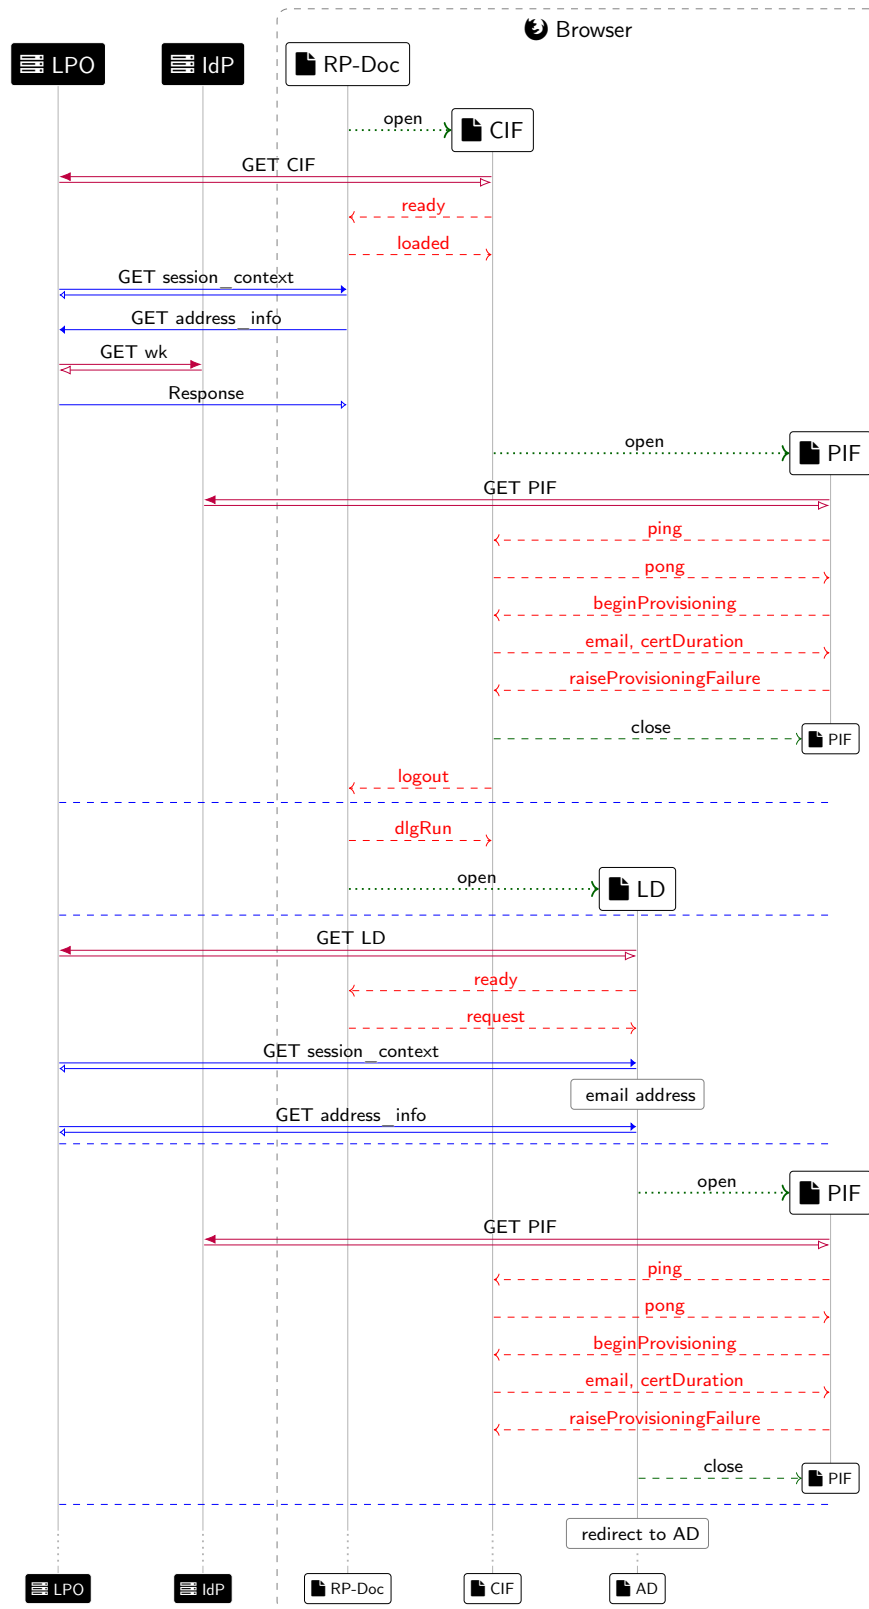 Browser
LPO
IdP
RP-Doc
open
CIF
GET CIF
ready
loaded
GET session_context
GET address_info
GET wk
Response
open
PIF
GET PIF
ping
pong
beginProvisioning
email, certDuration
raiseProvisioningFailure
close
PIF
logout
dlgRun
open
LD
GET LD
ready
request
GET session_context
email address
GET address_info
open
PIF
GET PIF
ping
pong
beginProvisioning
email, certDuration
raiseProvisioningFailure
close
PIF
redirect to AD
LPO
IdP
RP-Doc
CIF
AD